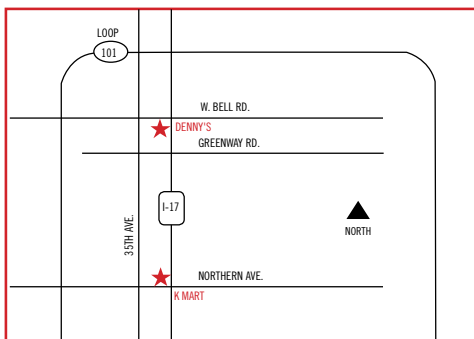 LOOP
101
W. BELL RD.
DENNY'S
GREENWAY RD.
I-17
35TH AVE.
NORTH
NORTHERN AVE.
K MART